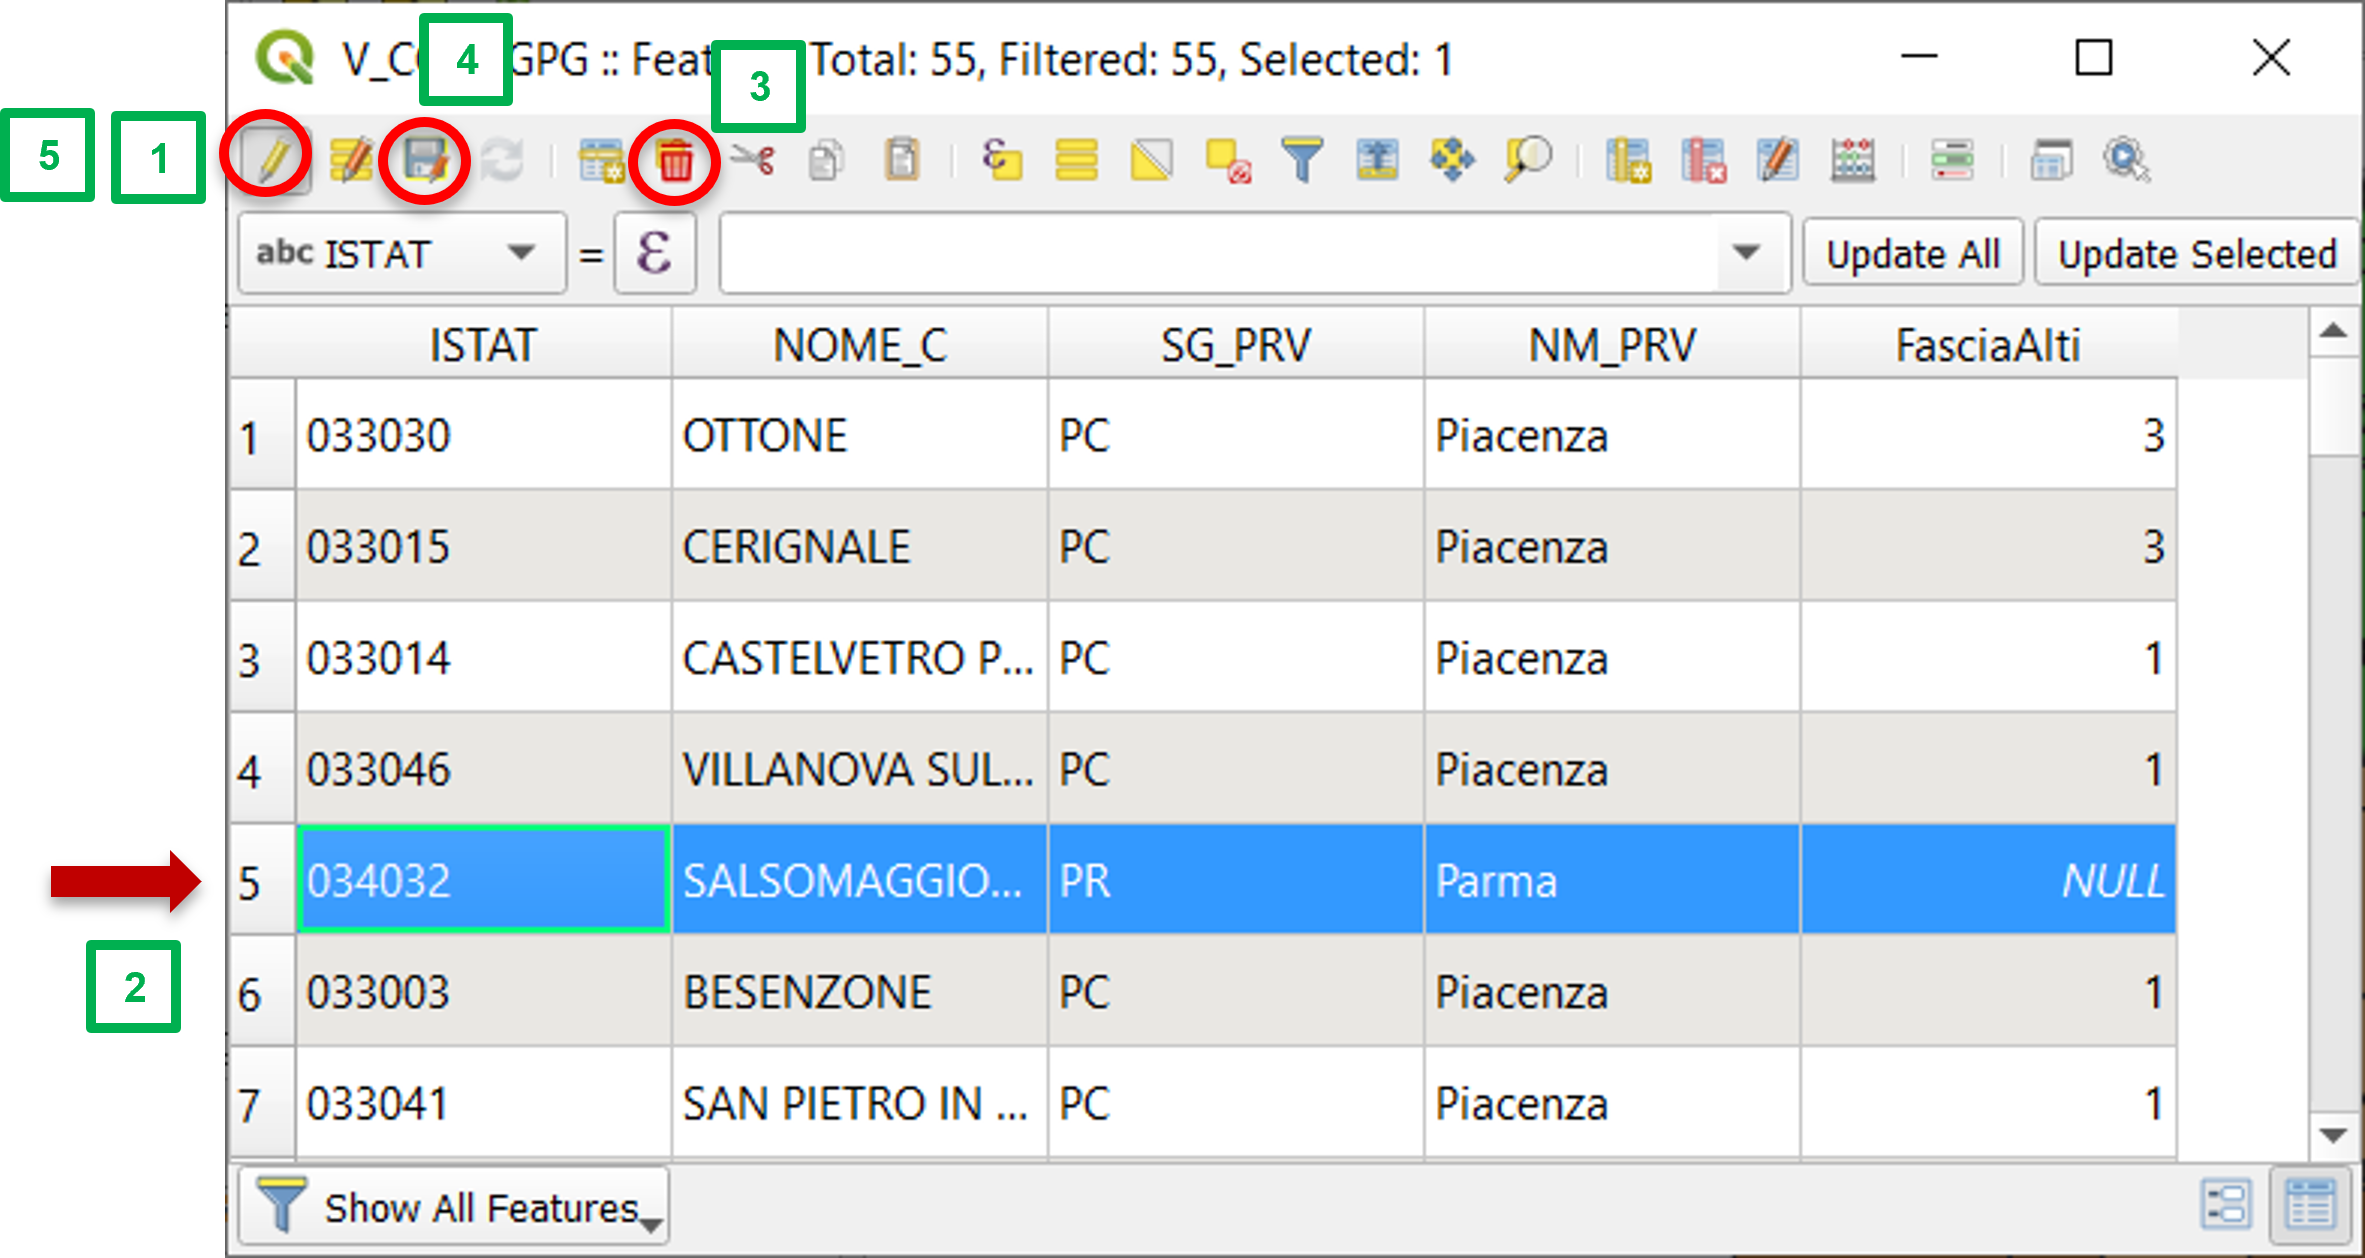 4
3
V_C GPG :: Feat Total: 55, Filtered: 55, Selected: 1
5 1
abc ISTAT = ε Update All Update Selected
ISTAT NOME_C SG_PRV NM_PRV FasciaAlti
1 033030 OTTONE PC Piacenza 3
2 033015 CERIGNALE PC Piacenza 3
3 033014 CASTELVETRO P... PC Piacenza 1
4 033046 VILLANOVA SUL... PC Piacenza 1
5 034032 SALSOMAGGIO... PR Parma NULL
2
6 033003 BESENZONE PC Piacenza 1
7 033041 SAN PIETRO IN ... PC Piacenza 1
Show All Features